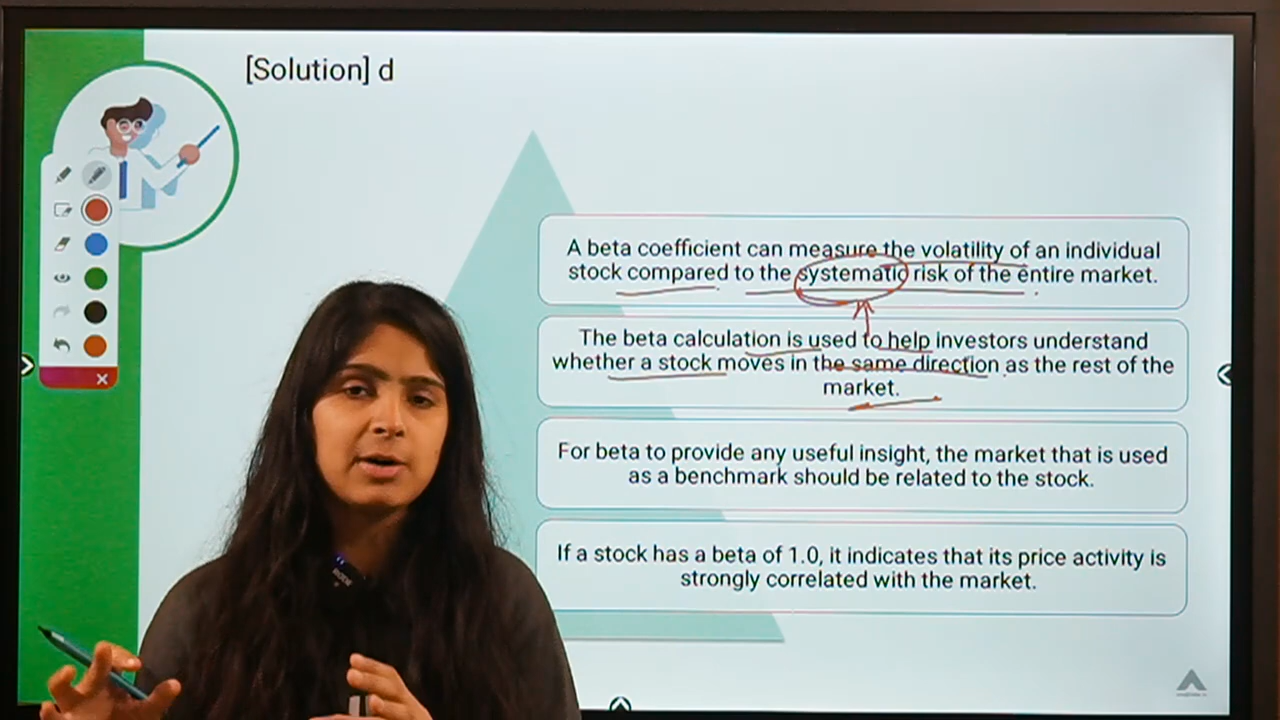 [Solution] d
A beta coefficient can measure the volatility of an individual
stock compared to the systematic risk of the entire market.
The beta calculation is used to help investors understand
whether a stock moves in the same direction as the rest of the
market.
For beta to provide any useful insight, the market that is used
as a benchmark should be related to the stock.
If a stock has a beta of 1.0, it indicates that its price activity is
strongly correlated with the market.